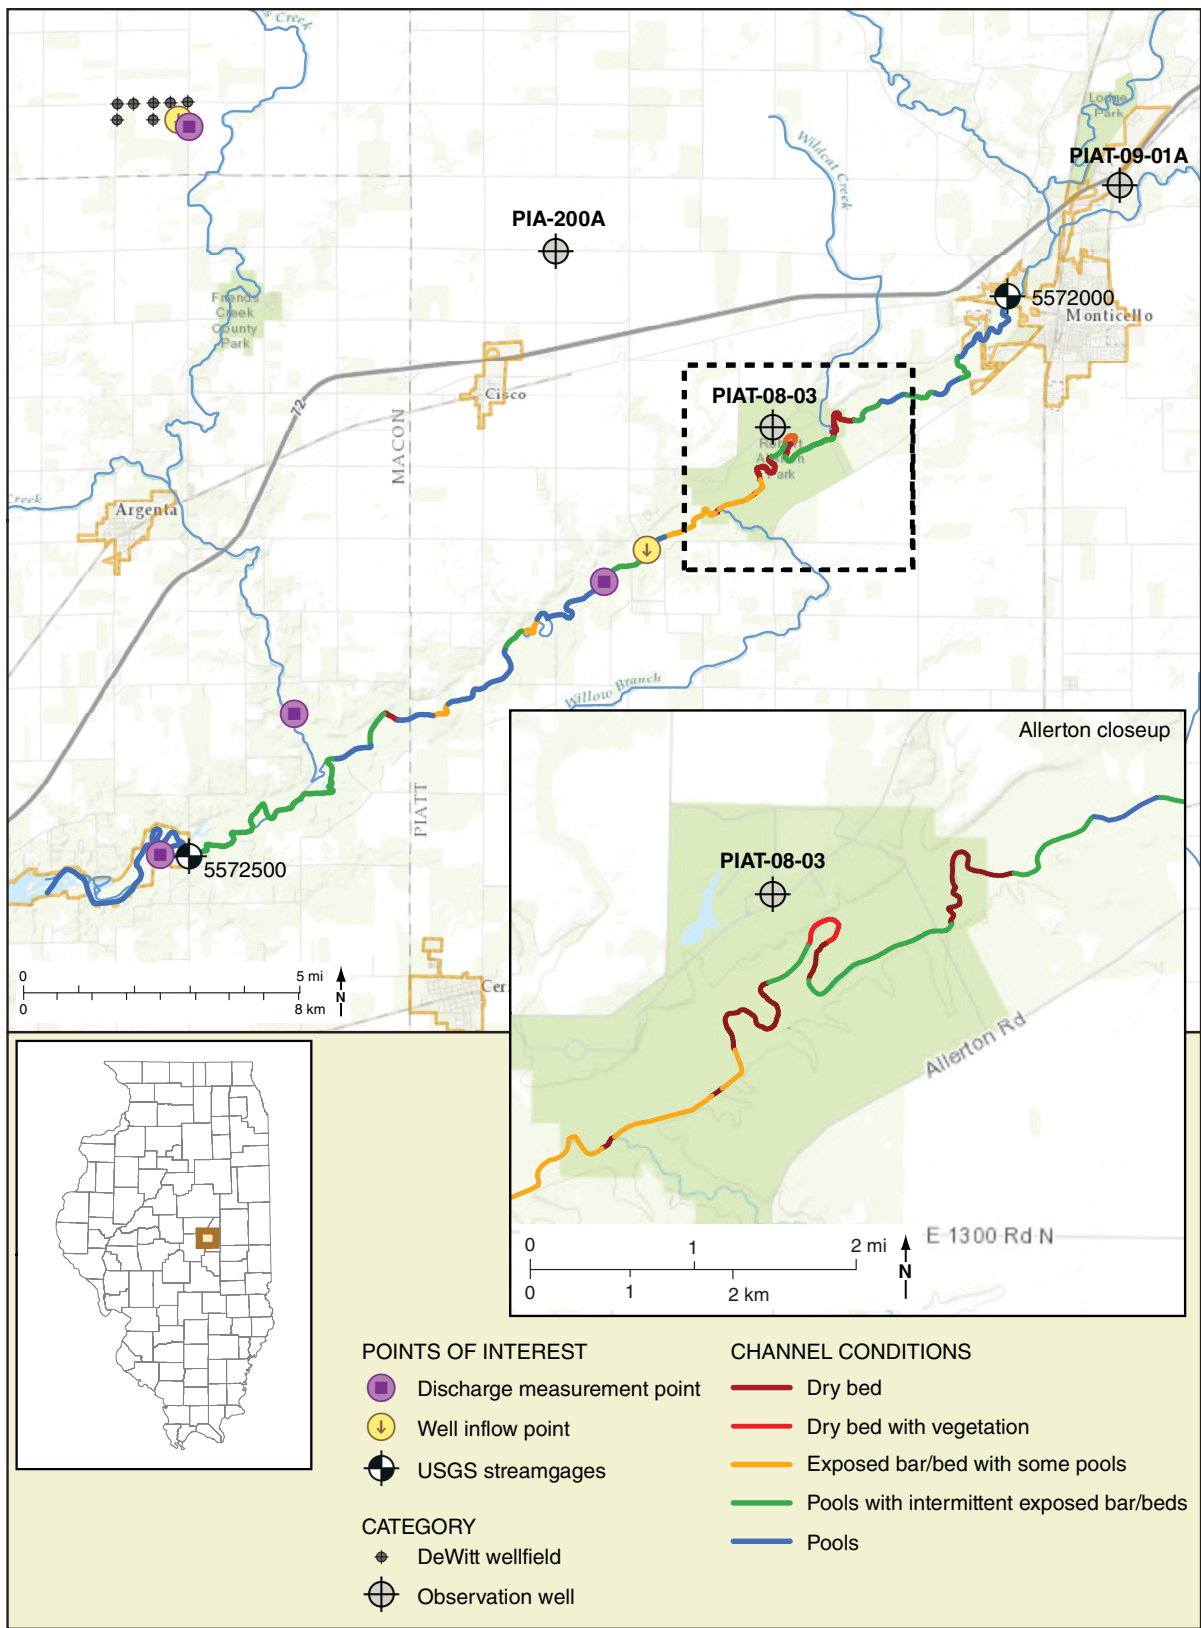 Creek
Lodge
Park
PIAT-09-01A
Wildcat Creek
PIA-200A
Friends
Creek
County
Park
5572000
Monticello
72
Cisco
MACON
PIAT-08-03
Robert
Allerton
Park
Creek
Argenta
Willow Branch
PIATT
5572500
0 5 mi
0 8 km
N
Cer
Allerton closeup
PIAT-08-03
Allerton Rd
E 1300 Rd N
0 1 2 mi
0 1 2 km
N
POINTS OF INTEREST
Discharge measurement point
Well inflow point
USGS streamgages
CATEGORY
DeWitt wellfield
Observation well
CHANNEL CONDITIONS
Dry bed
Dry bed with vegetation
Exposed bar/bed with some pools
Pools with intermittent exposed bar/beds
Pools